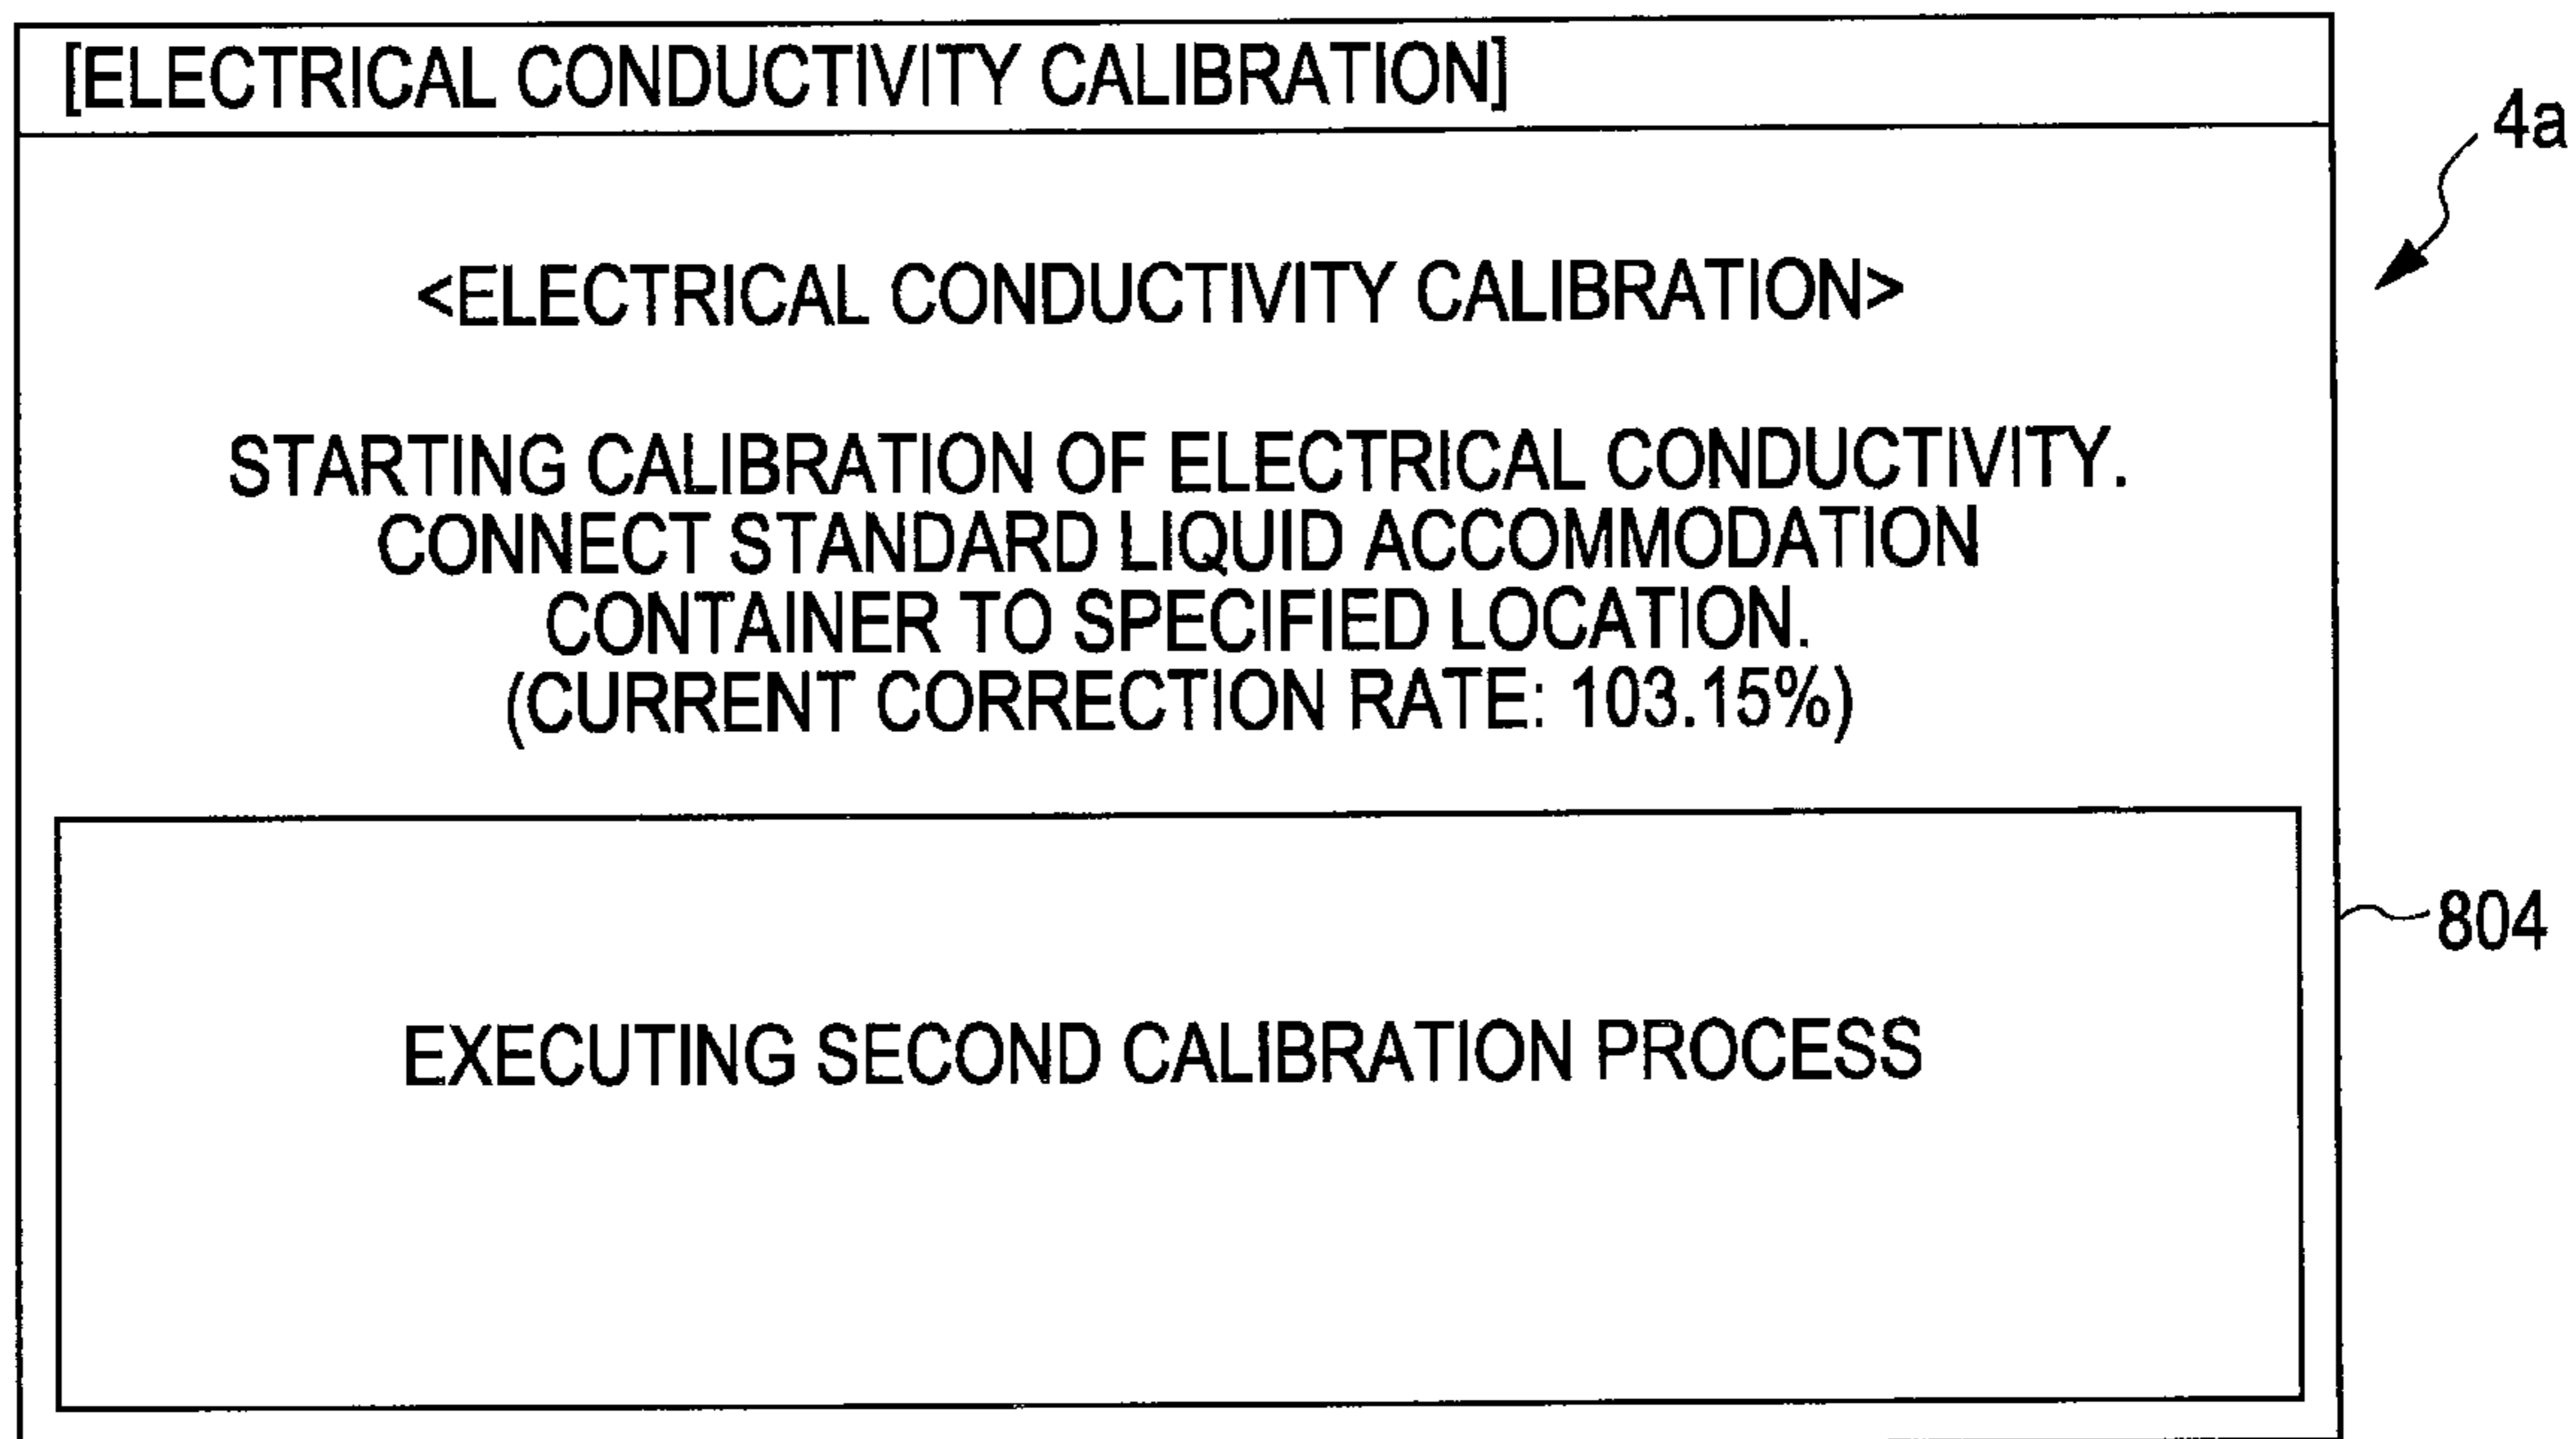 [ELECTRICAL CONDUCTIVITY CALIBRATION]
4a
<ELECTRICAL CONDUCTIVITY CALIBRATION>
STARTING CALIBRATION OF ELECTRICAL CONDUCTIVITY.
CONNECT STANDARD LIQUID ACCOMMODATION
CONTAINER TO SPECIFIED LOCATION.
(CURRENT CORRECTION RATE: 103.15%)
804
EXECUTING SECOND CALIBRATION PROCESS